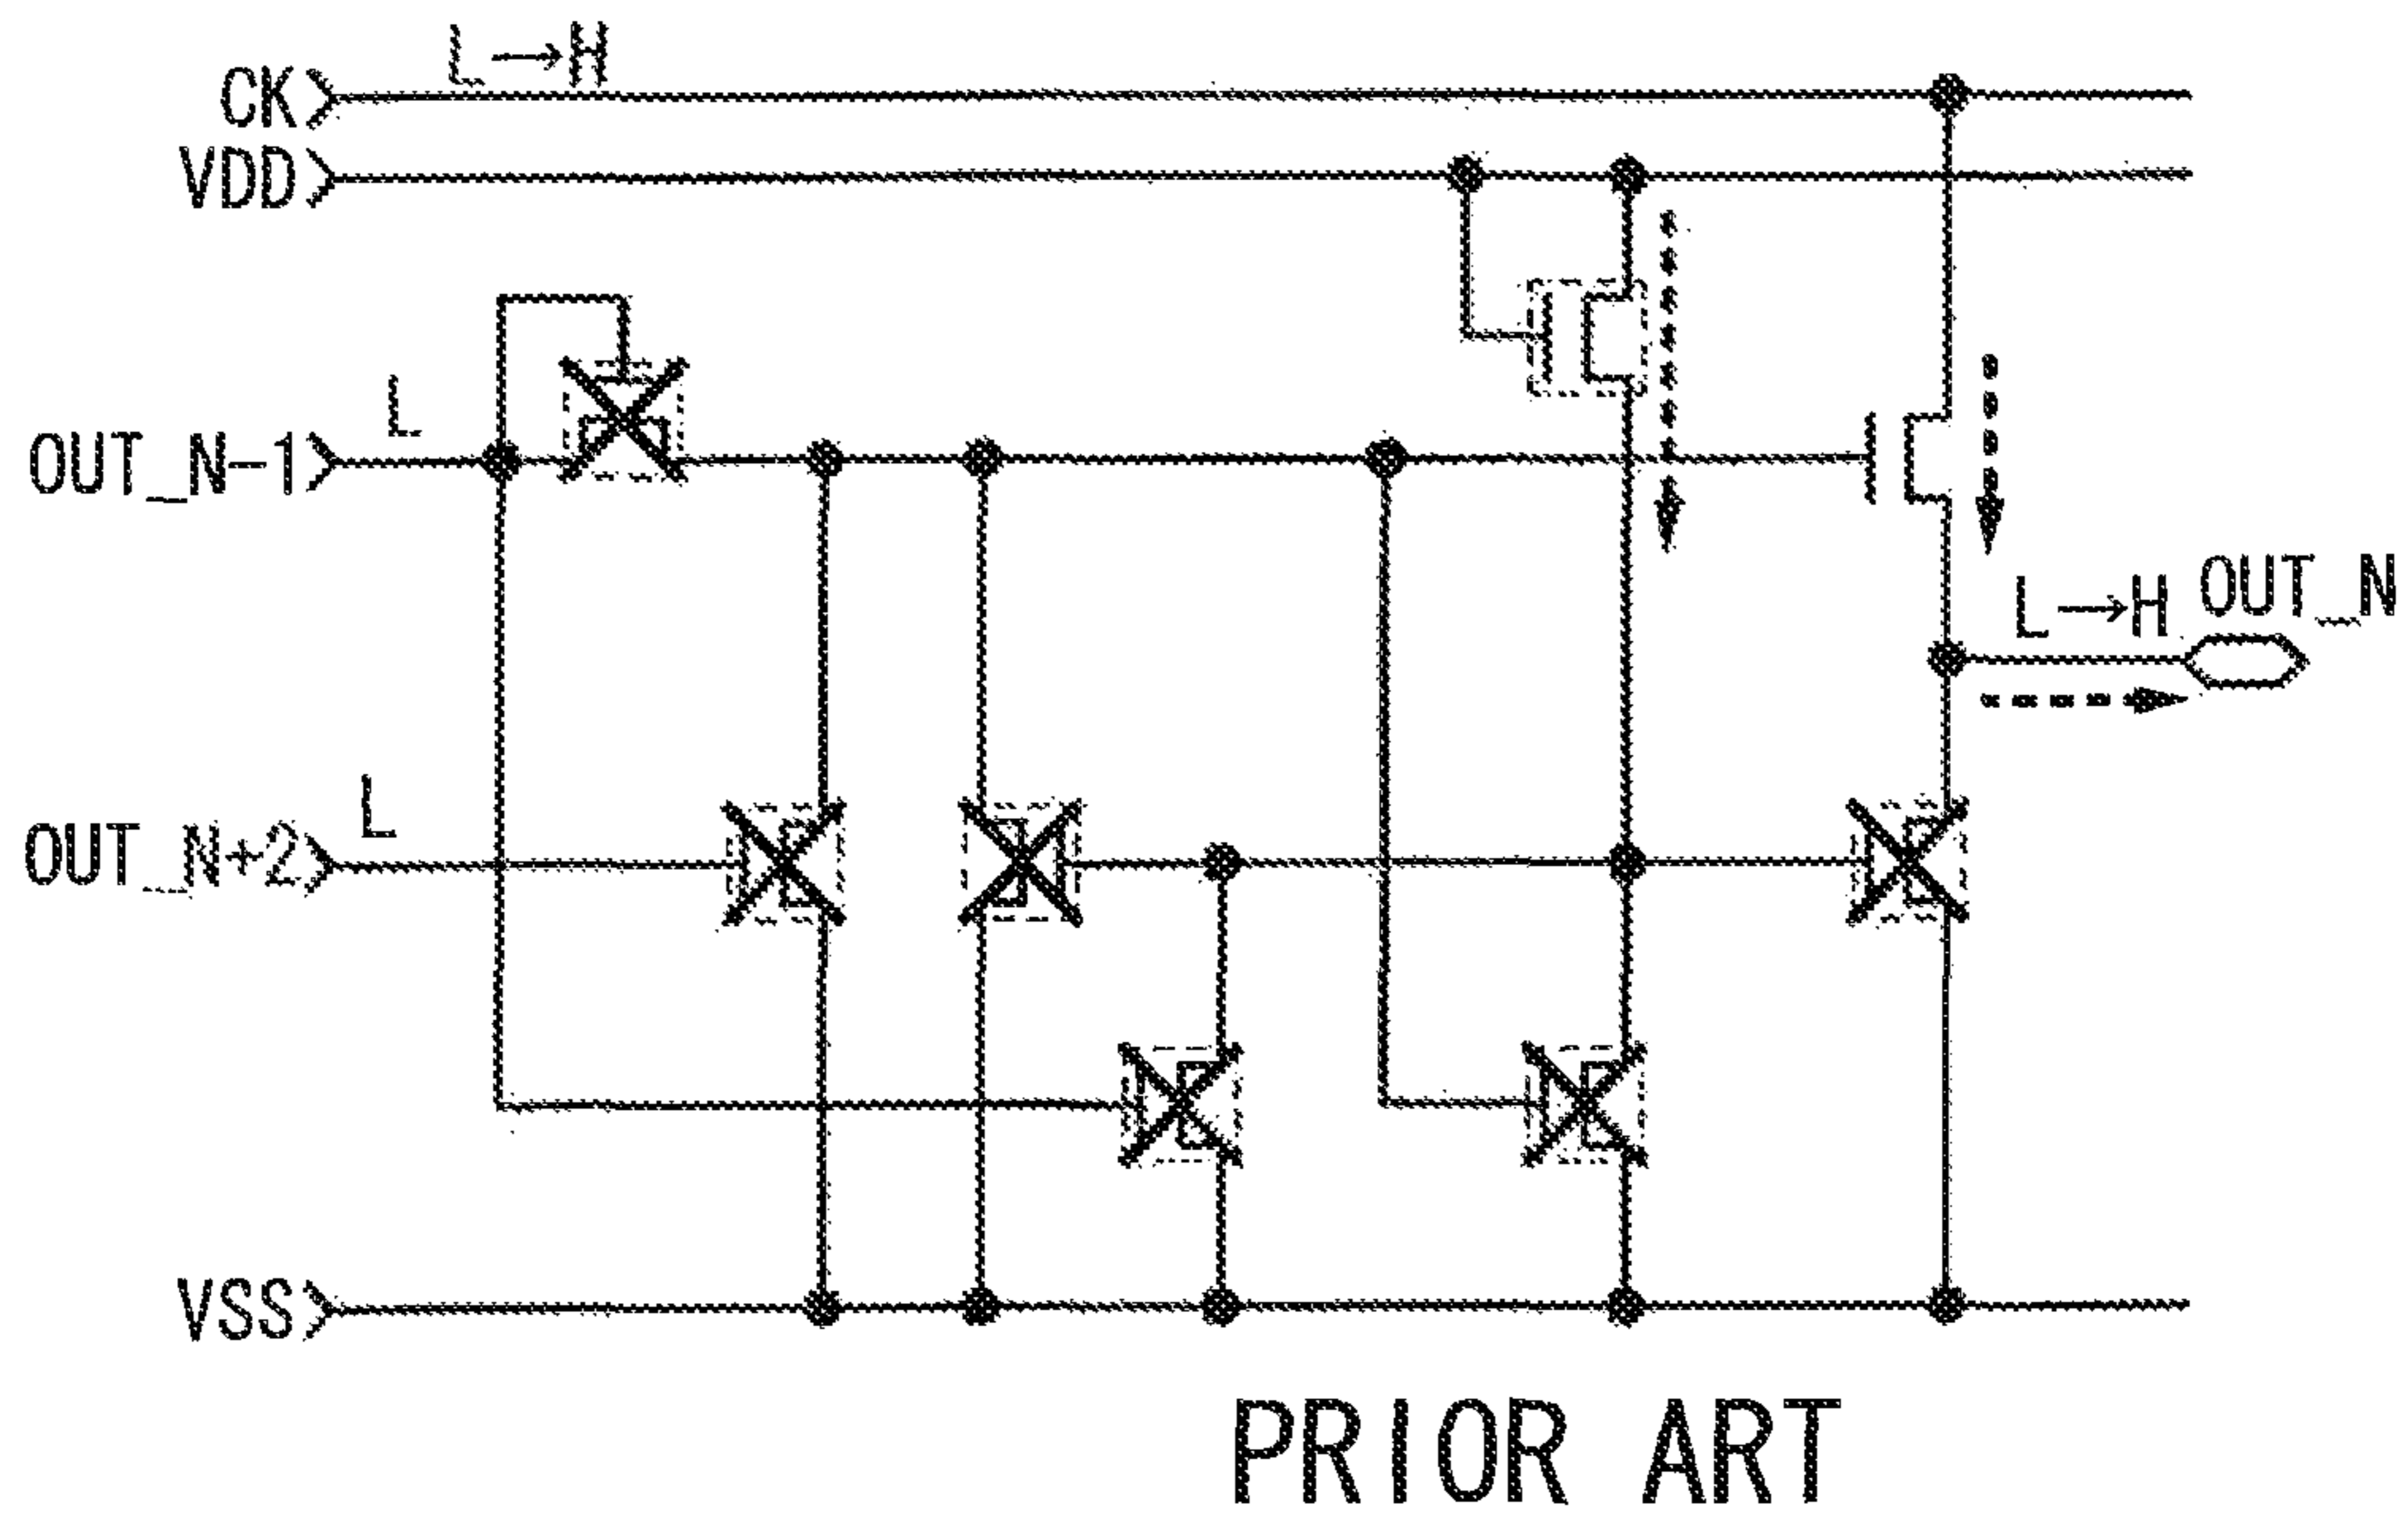 L→H
CK
VDD
L
OUT_N-1
L→H OUT_N
L
OUT_N+2
VSS
PRIOR ART